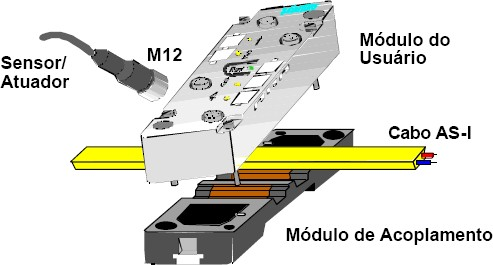 Sensor/
Atuador
M12
Módulo do
Usuário
Cabo AS-I
Módulo de Acoplamento